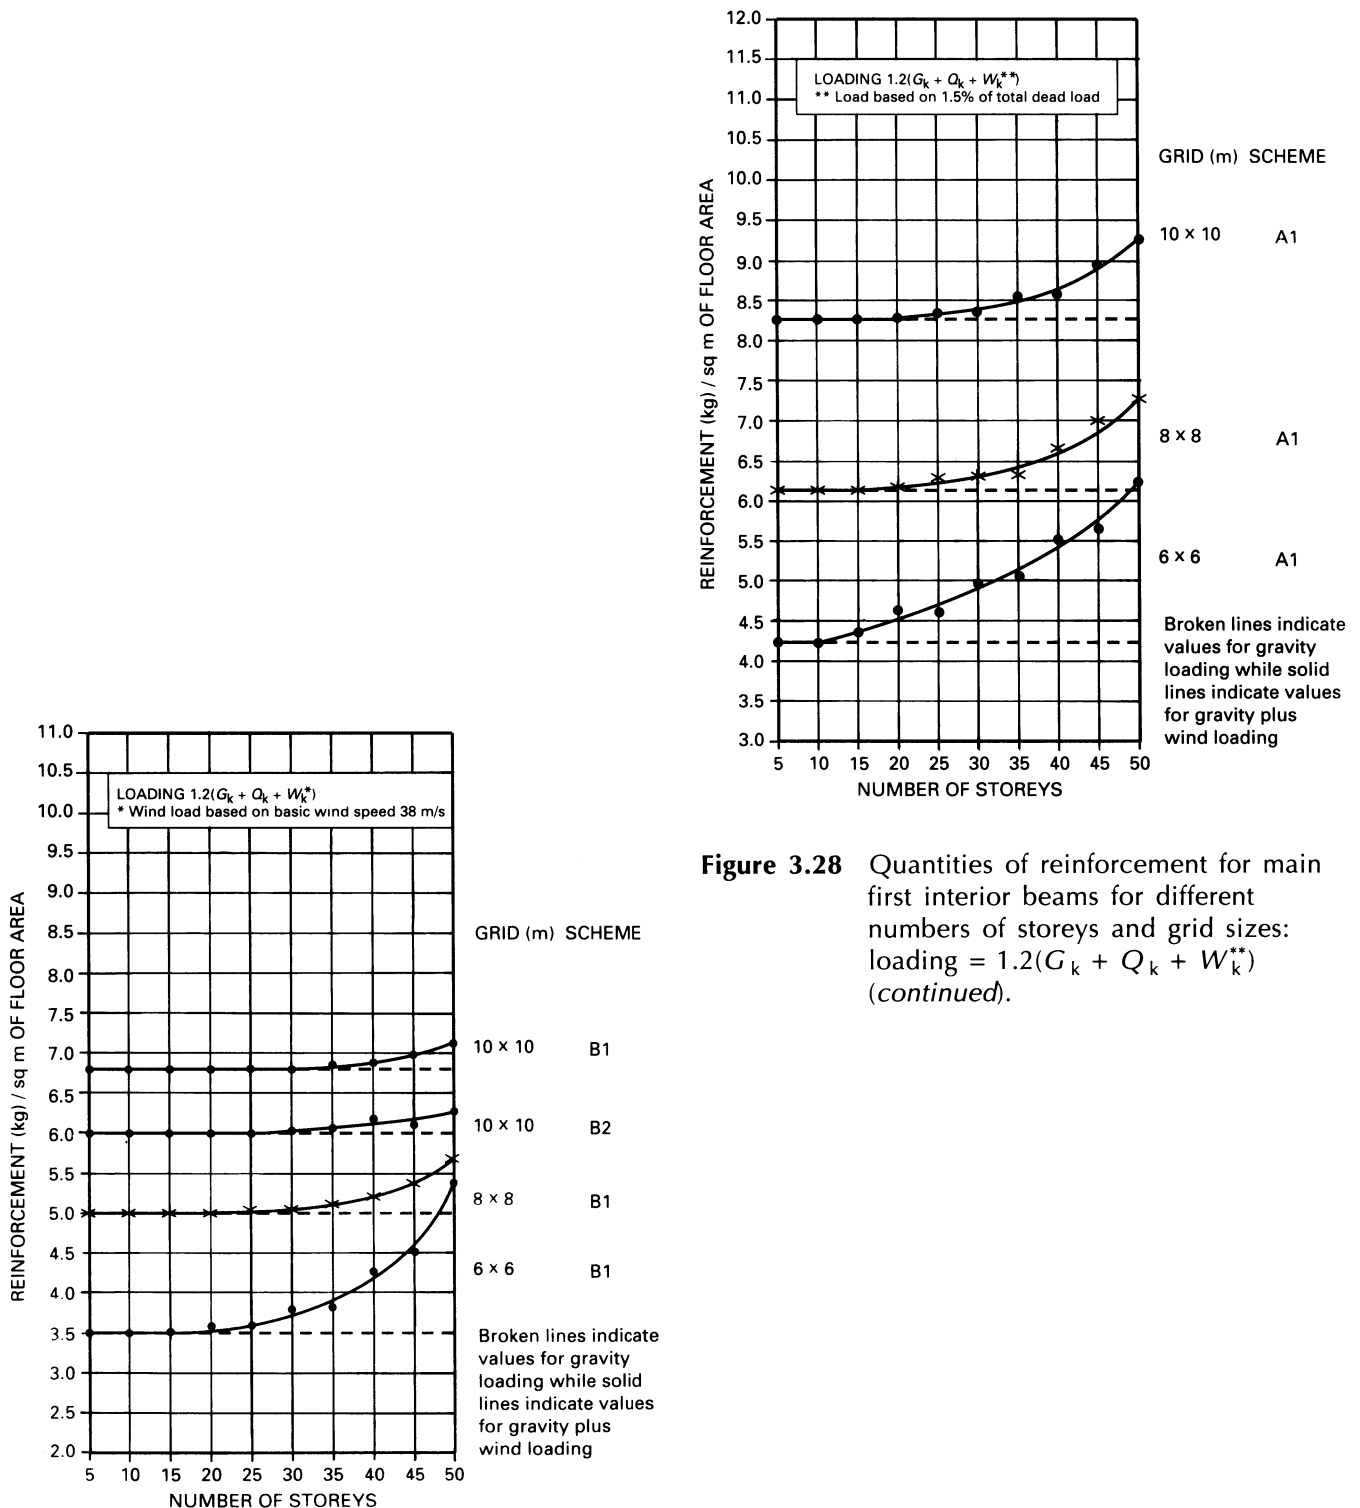 12.0
11.5
11.0
10.5
10.0
9.5
9.0
8.5
8.0
7.5
7.0
6.5
6.0
5.5
5.0
4.5
4.0
3.5
3.0
REINFORCEMENT (kg) / sq m OF FLOOR AREA
LOADING 1.2(Gk + Qk + Wk**)
** Load based on 1.5% of total dead load
GRID (m) SCHEME
10 × 10 A1
8 × 8 A1
6 × 6 A1
Broken lines indicate
values for gravity
loading while solid
lines indicate values
for gravity plus
wind loading
5 10 15 20 25 30 35 40 45 50
NUMBER OF STOREYS
Figure 3.28 Quantities of reinforcement for main
first interior beams for different
numbers of storeys and grid sizes:
loading = 1.2(Gk + Qk + Wk**)
(continued).
11.0
10.5
10.0
9.5
9.0
8.5
8.0
7.5
7.0
6.5
6.0
5.5
5.0
4.5
4.0
3.5
3.0
2.5
2.0
REINFORCEMENT (kg) / sq m OF FLOOR AREA
LOADING 1.2(Gk + Qk + Wk*)
* Wind load based on basic wind speed 38 m/s
GRID (m) SCHEME
10 × 10 B1
10 × 10 B2
8 × 8 B1
6 × 6 B1
Broken lines indicate
values for gravity
loading while solid
lines indicate values
for gravity plus
wind loading
5 10 15 20 25 30 35 40 45 50
NUMBER OF STOREYS